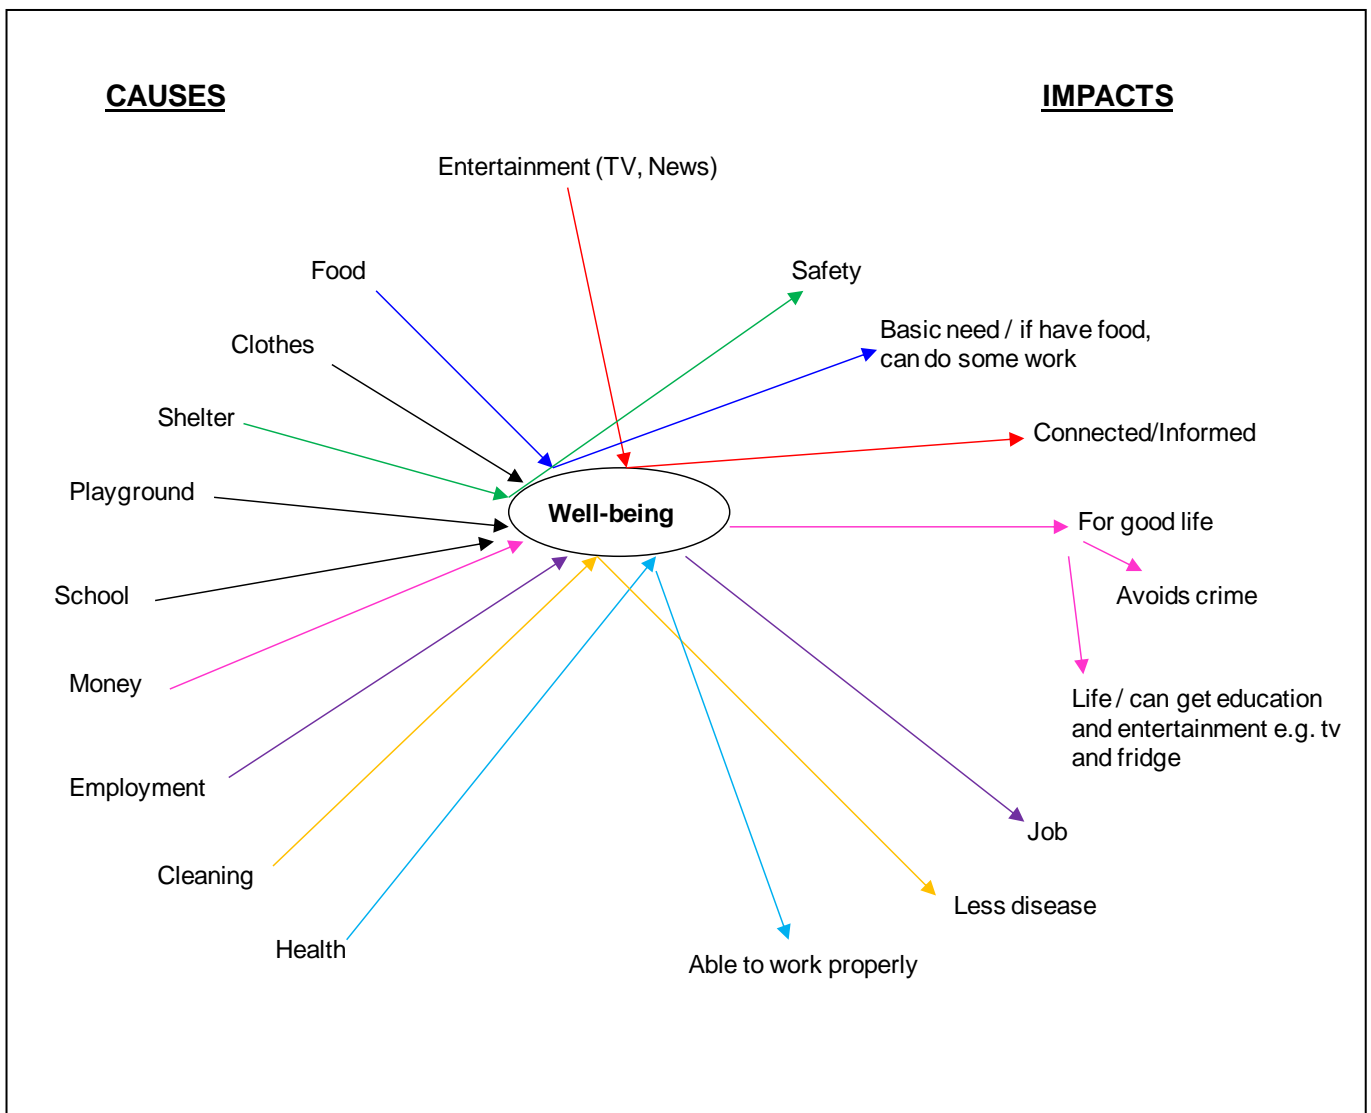 CAUSES
IMPACTS
Entertainment (TV, News)
Food
Safety
Clothes
Basic need / if have food,
can do some work
Shelter
Connected/Informed
Playground
Well-being
For good life
School
Avoids crime
Money
Life / can get education
and entertainment e.g. tv
and fridge
Employment
Job
Cleaning
Less disease
Health
Able to work properly